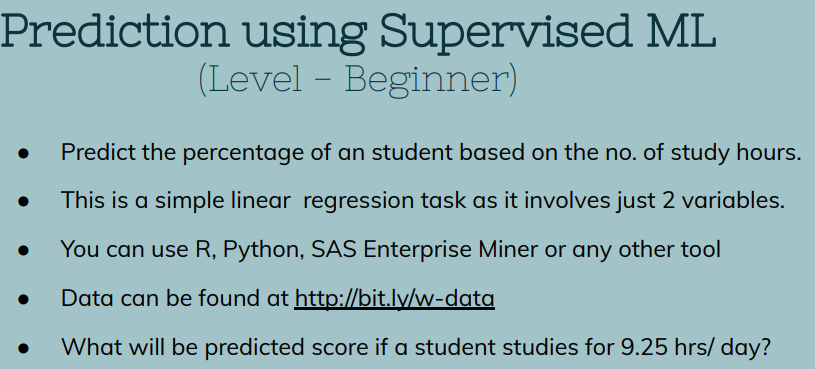 Prediction using Supervised ML
(Level - Beginner)
● Predict the percentage of an student based on the no. of study hours.
● This is a simple linear regression task as it involves just 2 variables.
● You can use R, Python, SAS Enterprise Miner or any other tool
● Data can be found at http://bit.ly/w-data
● What will be predicted score if a student studies for 9.25 hrs/ day?